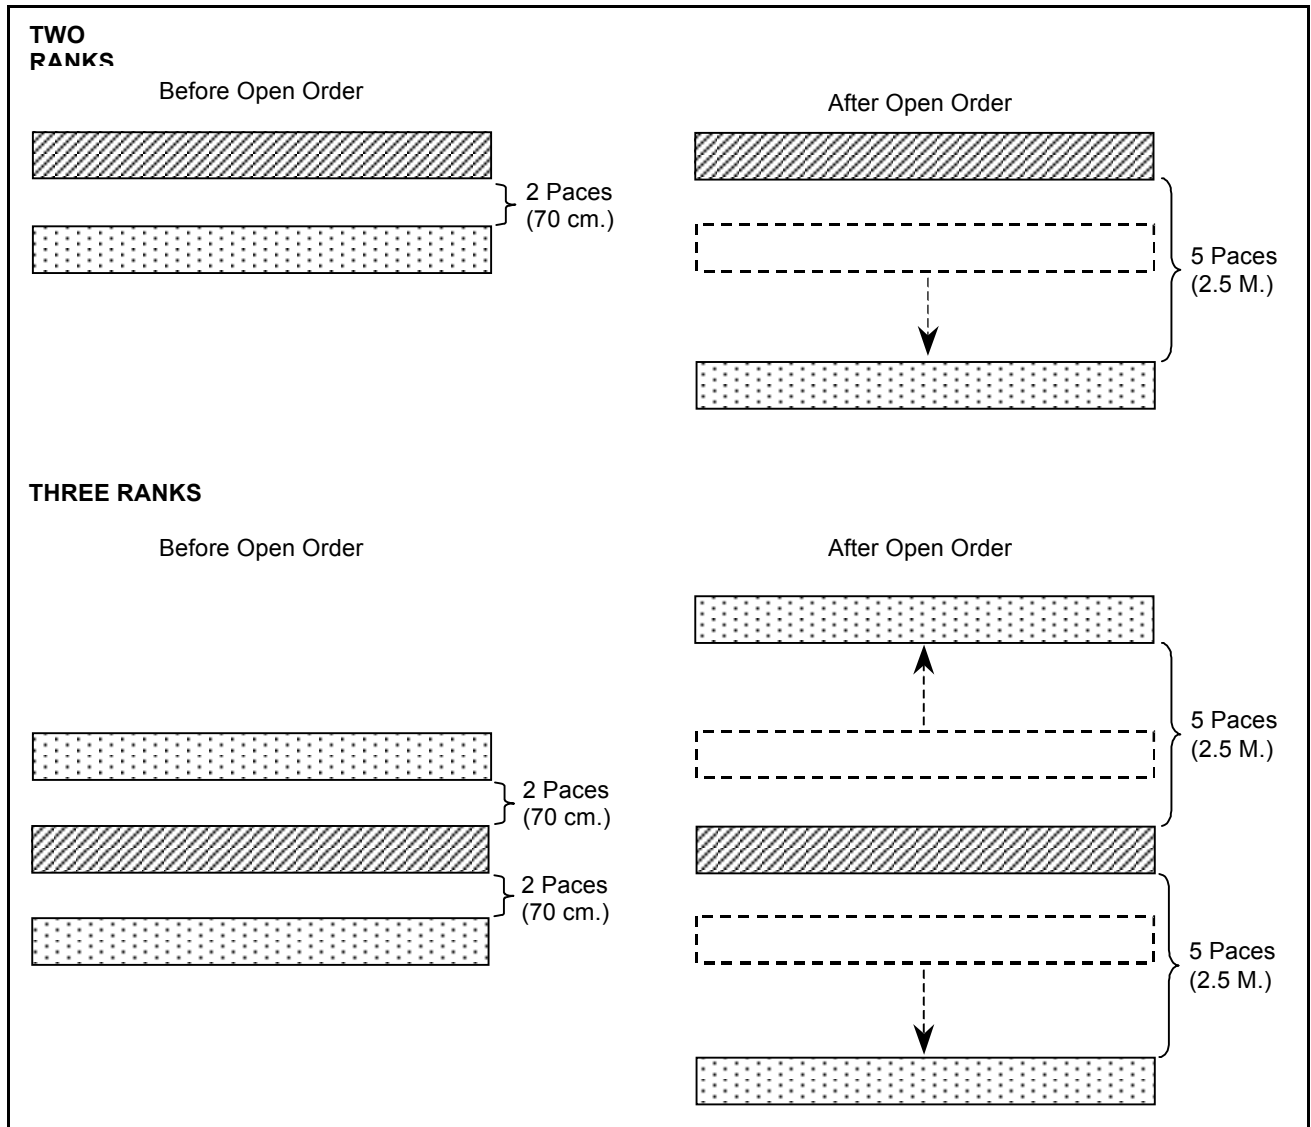 TWO
RANKS
Before Open Order
After Open Order
2 Paces
(70 cm.)
5 Paces
(2.5 M.)
THREE RANKS
Before Open Order
After Open Order
5 Paces
(2.5 M.)
2 Paces
(70 cm.)
2 Paces
(70 cm.)
5 Paces
(2.5 M.)